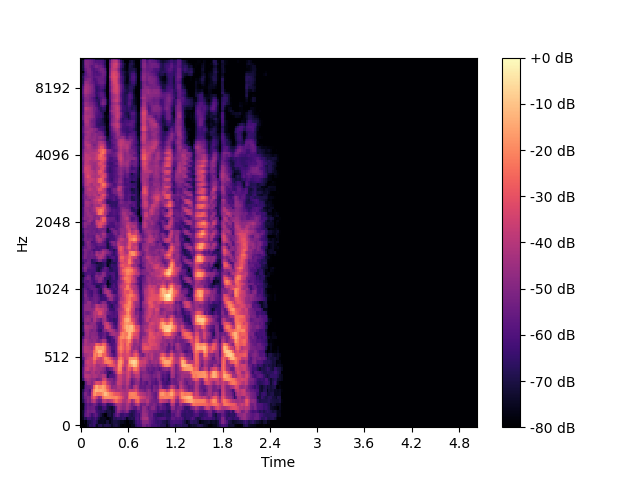 +0 dB
8192
-10 dB
4096
-20 dB
-30 dB
2048
Hz
-40 dB
1024
-50 dB
-60 dB
512
-70 dB
0
-80 dB
0 0.6 1.2 1.8 2.4 3 3.6 4.2 4.8
Time